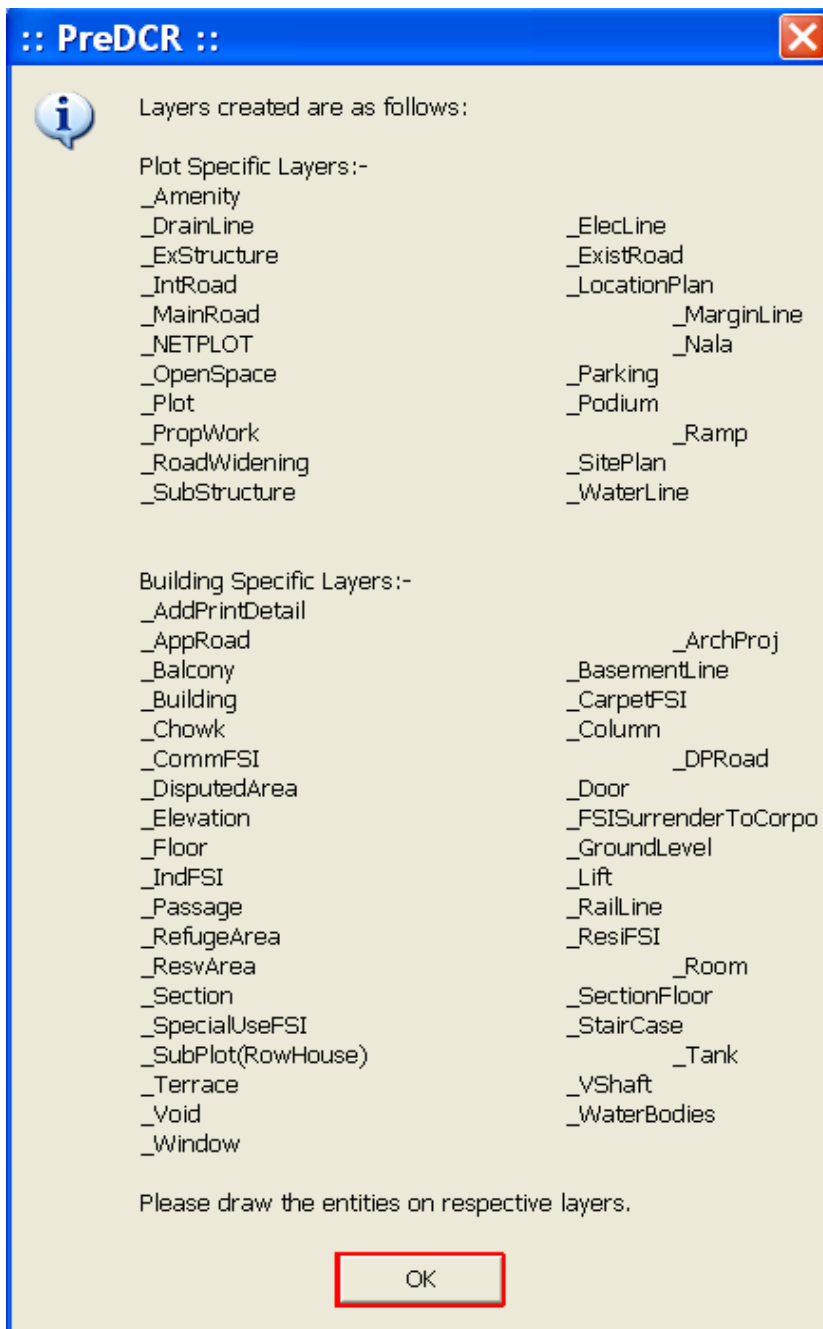 :: PreDCR ::
Layers created are as follows:
Plot Specific Layers:-
_Amenity
_DrainLine _ElecLine
_ExStructure _ExistRoad
_IntRoad _LocationPlan
_MainRoad _MarginLine
_NETPLOT _Nala
_OpenSpace _Parking
_Plot _Podium
_PropWork _Ramp
_RoadWidening _SitePlan
_SubStructure _WaterLine
Building Specific Layers:-
_AddPrintDetail
_AppRoad _ArchProj
_Balcony _BasementLine
_Building _CarpetFSI
_Chowk _Column
_CommFSI _DPRoad
_DisputedArea _Door
_Elevation _FSISurrenderToCorpo
_Floor _GroundLevel
_IndFSI _Lift
_Passage _RailLine
_RefugeArea _ResiFSI
_ResvArea _Room
_Section _SectionFloor
_SpecialUseFSI _StairCase
_SubPlot(RowHouse) _Tank
_Terrace _VShaft
_Void _WaterBodies
_Window
Please draw the entities on respective layers.
OK